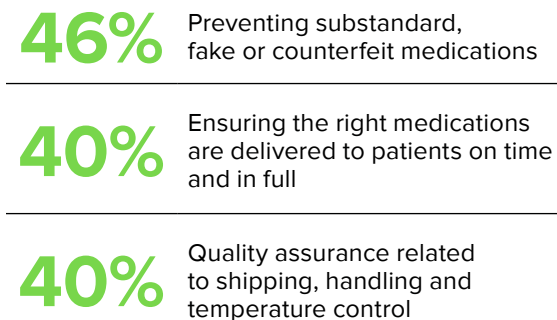 46%
Preventing substandard,
fake or counterfeit medications
40%
Ensuring the right medications
are delivered to patients on time
and in full
40%
Quality assurance related
to shipping, handling and
temperature control